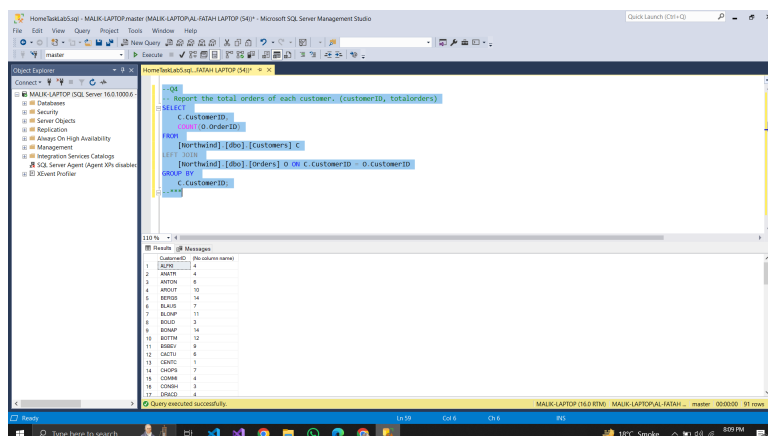 HomeTaskLab5.sql - MALIK-LAPTOP.master (MALIK-LAPTOP\AL-FATAH LAPTOP (54))* - Microsoft SQL Server Management Studio
Quick Launch (Ctrl+Q)
File Edit View Query Project Tools Window Help
New Query
master
Execute
Object Explorer
HomeTaskLab5.sql...FATAH LAPTOP (54))*
Connect
MALIK-LAPTOP (SQL Server 16.0.1000.6 -
Databases
Security
Server Objects
Replication
Always On High Availability
Management
Integration Services Catalogs
SQL Server Agent (Agent XPs disabled
XEvent Profiler
--Q4
-- Report the total orders of each customer. (customerID, totalorders)
SELECT
C.CustomerID,
COUNT(O.OrderID)
FROM
[Northwind].[dbo].[Customers] C
LEFT JOIN
[Northwind].[dbo].[Orders] O ON C.CustomerID = O.CustomerID
GROUP BY
C.CustomerID;
--***
110 %
Results Messages
CustomerID (No column name)
1 ALFKI 4
2 ANATR 4
3 ANTON 6
4 AROUT 10
5 BERGS 14
6 BLAUS 7
7 BLONP 11
8 BOLID 3
9 BONAP 14
10 BOTTM 12
11 BSBEV 8
12 CACTU 6
13 CENTC 1
14 CHOPS 7
15 COMMI 4
16 CONSH 3
17 DRACD 4
Query executed successfully.
MALIK-LAPTOP (16.0 RTM) MALIK-LAPTOP\AL-FATAH ... master 00:00:00 91 rows
Ready Ln 59 Col 6 Ch 6 INS
Type here to search
18°C Smoke
8:09 PM